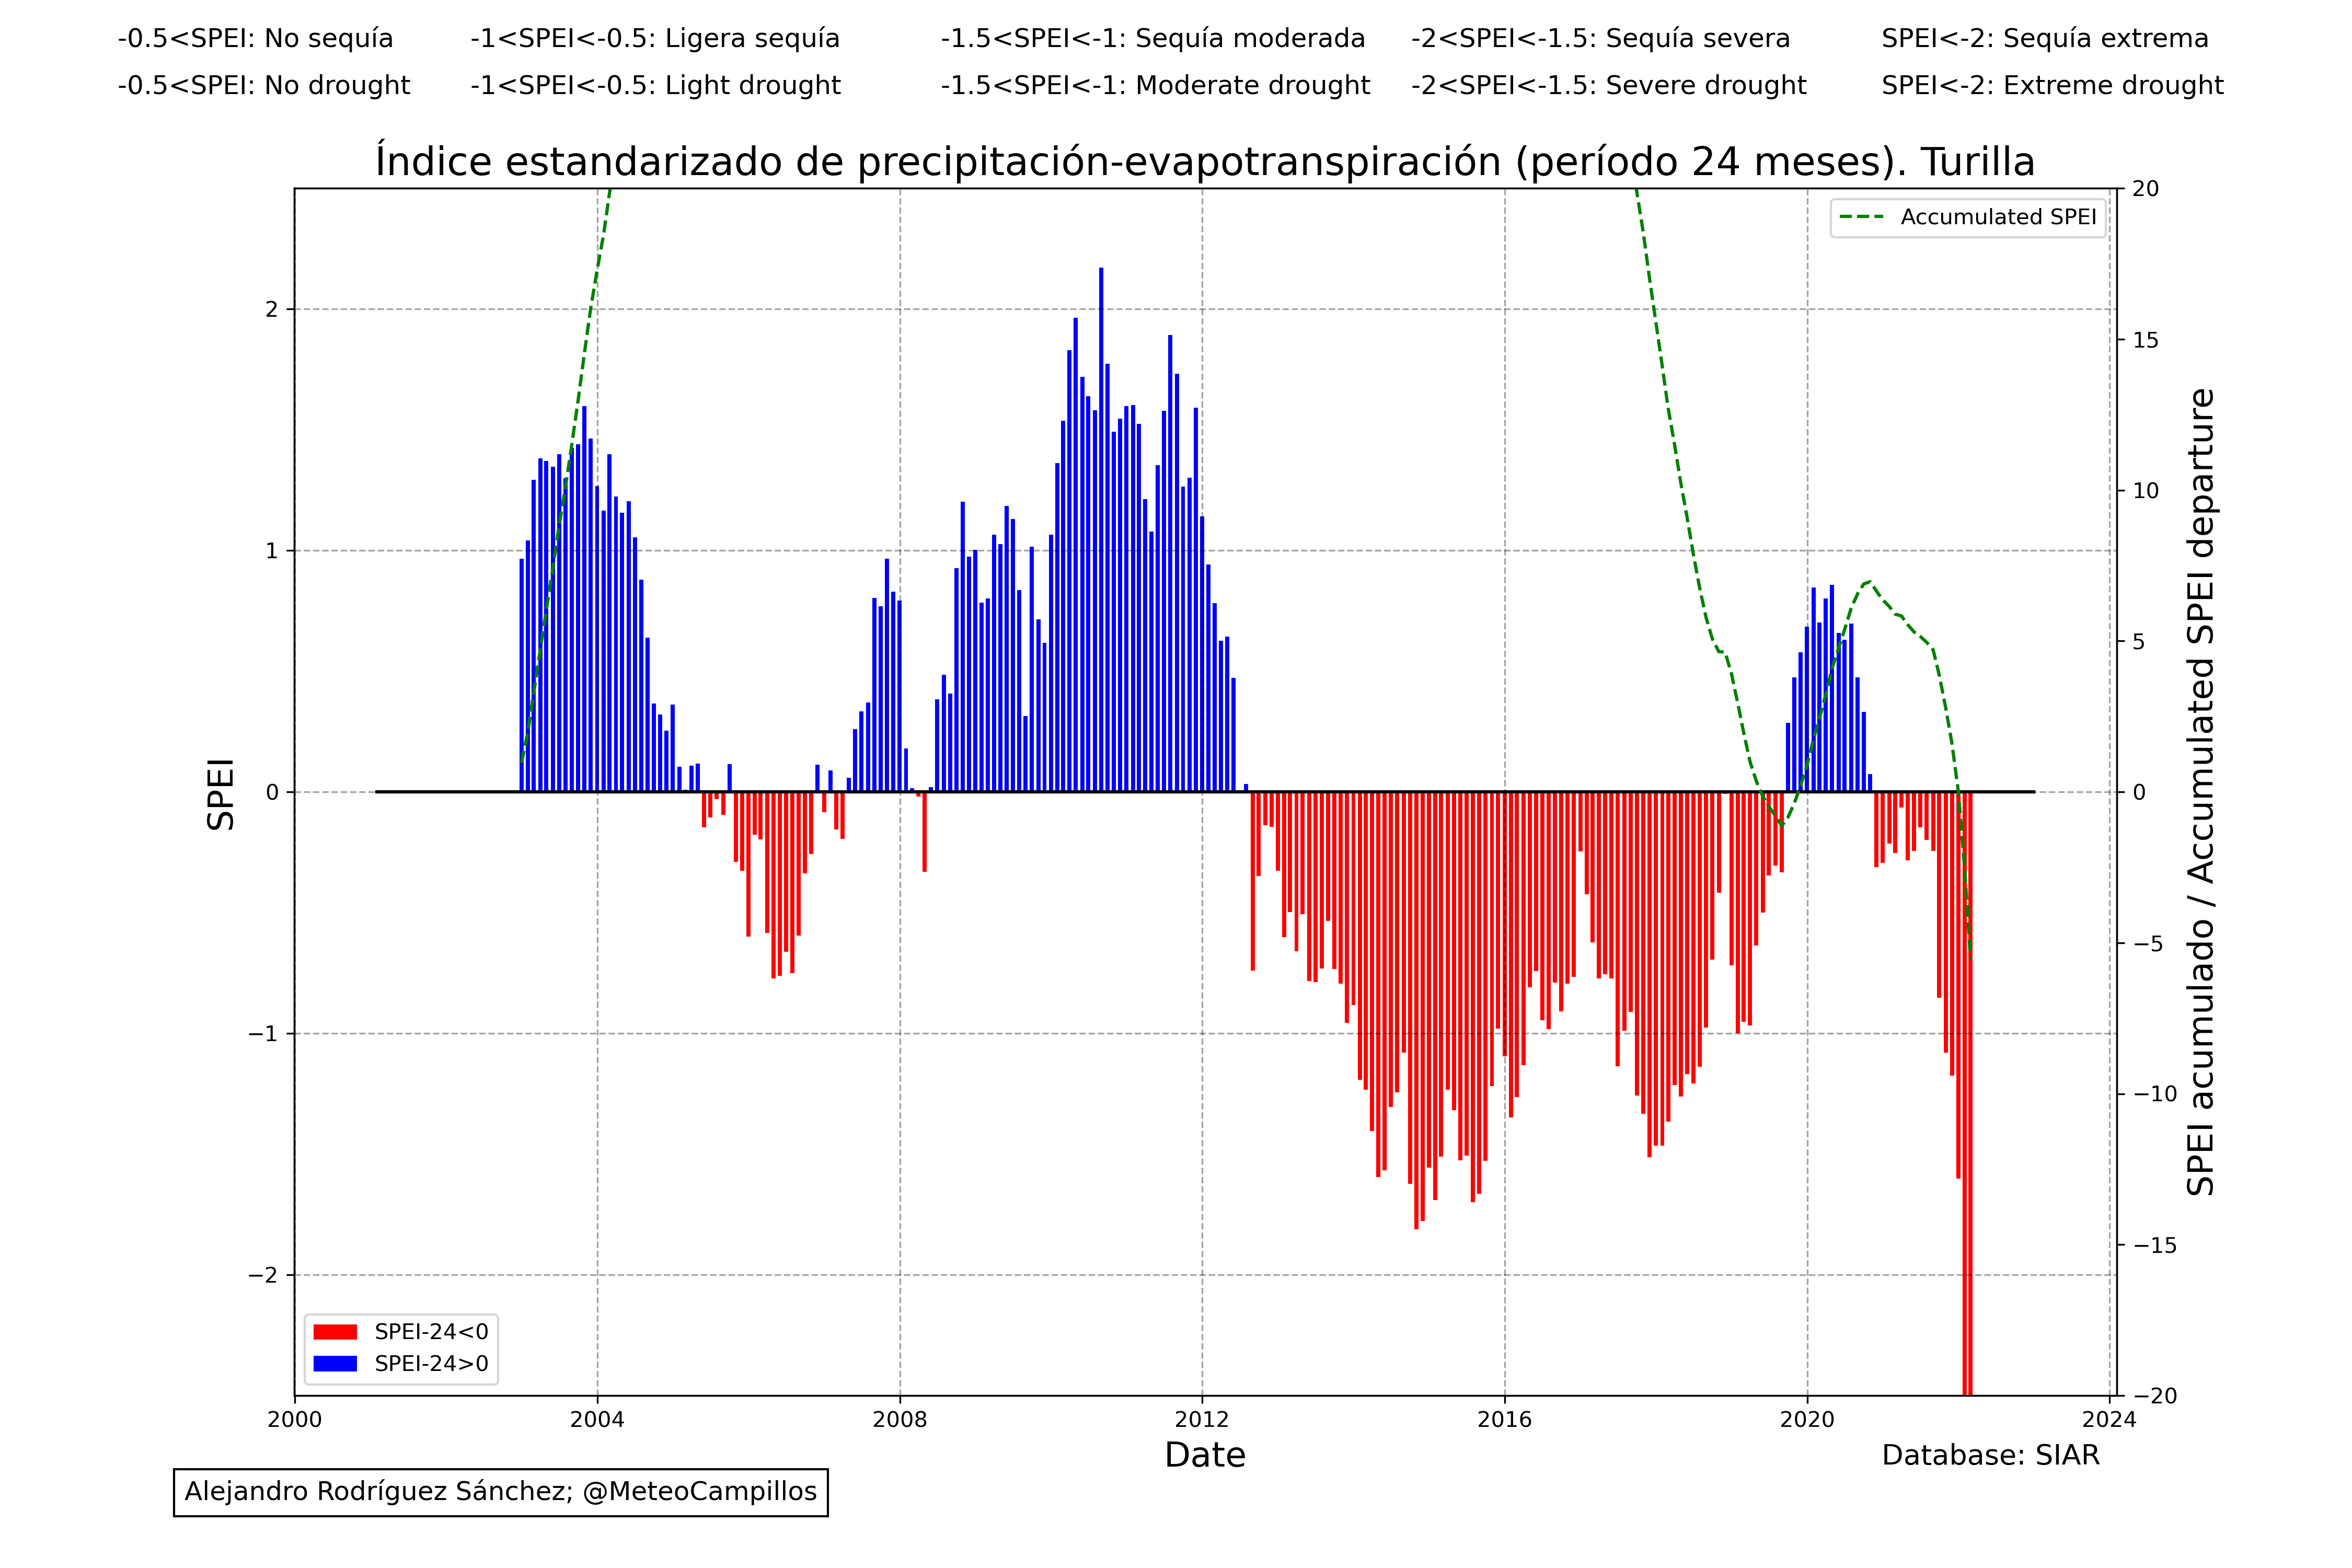 -0.5<SPEI: No sequía -1<SPEI<-0.5: Ligera sequía -1.5<SPEI<-1: Sequía moderada -2<SPEI<-1.5: Sequía severa SPEI<-2: Sequía extrema
-0.5<SPEI: No drought -1<SPEI<-0.5: Light drought -1.5<SPEI<-1: Moderate drought -2<SPEI<-1.5: Severe drought SPEI<-2: Extreme drought
Índice estandarizado de precipitación-evapotranspiración (período 24 meses). Turilla
Accumulated SPEI
SPEI
2
1
0
−1
−2
20
15
10
5
0
−5
−10
−15
−20
SPEI acumulado / Accumulated SPEI departure
SPEI-24<0
SPEI-24>0
2000 2004 2008 2012 2016 2020 2024
Date
Database: SIAR
Alejandro Rodríguez Sánchez; @MeteoCampillos